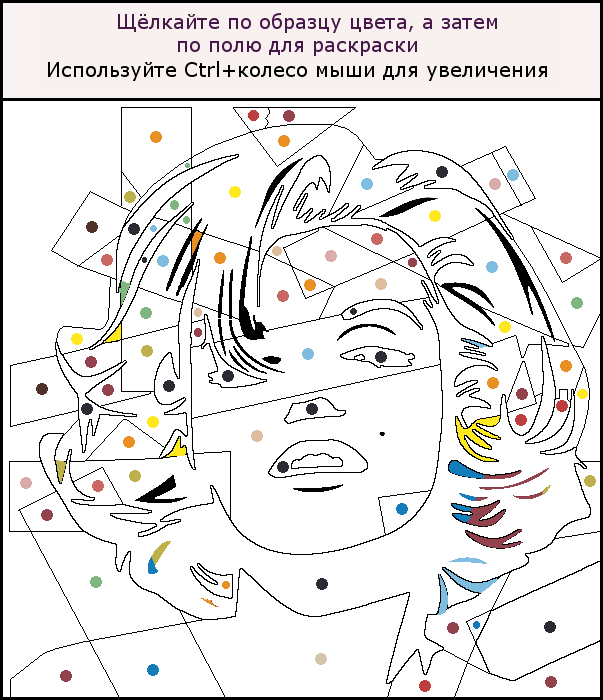 Щёлкайте по образцу цвета, а затем
по полю для раскраски
Используйте Ctrl+колесо мыши для увеличения